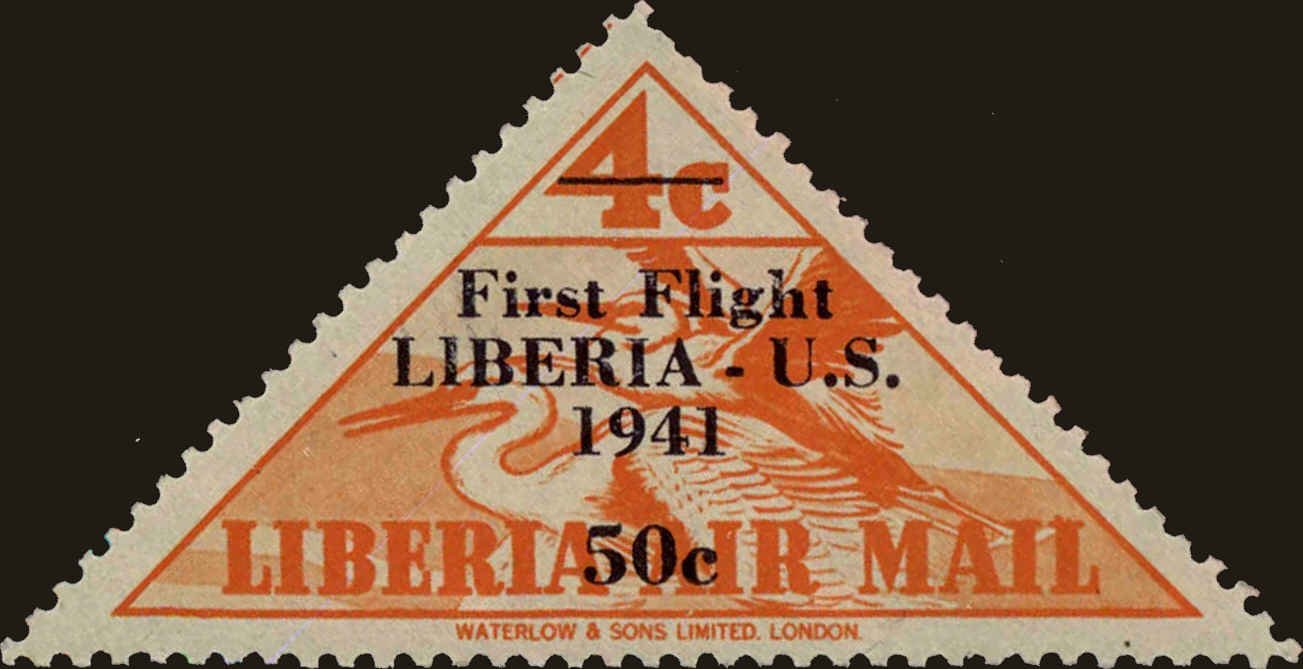 4c
First Flight
LIBERIA - U.S.
1941
50c
LIBERIA AIR MAIL
WATERLOW & SONS LIMITED. LONDON.